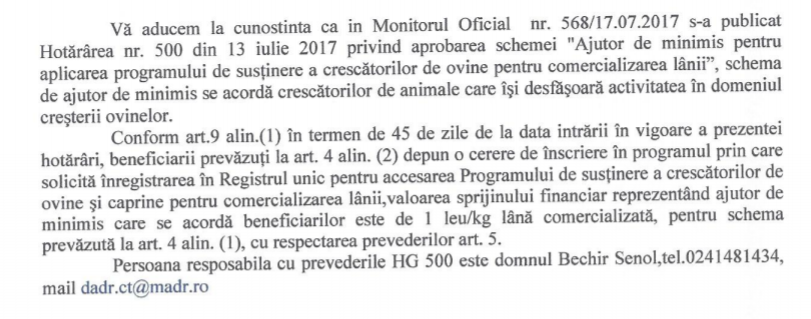 Vă aducem la cunostinta ca in Monitorul Oficial nr. 568/17.07.2017 s-a publicat
Hotărârea nr. 500 din 13 iulie 2017 privind aprobarea schemei "Ajutor de minimis pentru
aplicarea programului de susținere a crescătorilor de ovine pentru comercializarea lânii”, schema
de ajutor de minimis se acordă crescătorilor de animale care își desfășoară activitatea în domeniul
creșterii ovinelor.
Conform art.9 alin.(1) în termen de 45 de zile de la data intrării în vigoare a prezentei
hotărâri, beneficiarii prevăzuți la art. 4 alin. (2) depun o cerere de înscriere în programul prin care
solicită înregistrarea în Registrul unic pentru accesarea Programului de susținere a crescătorilor de
ovine și caprine pentru comercializarea lânii,valoarea sprijinului financiar reprezentând ajutor de
minimis care se acordă beneficiarilor este de 1 leu/kg lână comercializată, pentru schema
prevăzută la art. 4 alin. (1), cu respectarea prevederilor art. 5.
Persoana resposabila cu prevederile HG 500 este domnul Bechir Senol,tel.0241481434,
mail dadr.ct@madr.ro